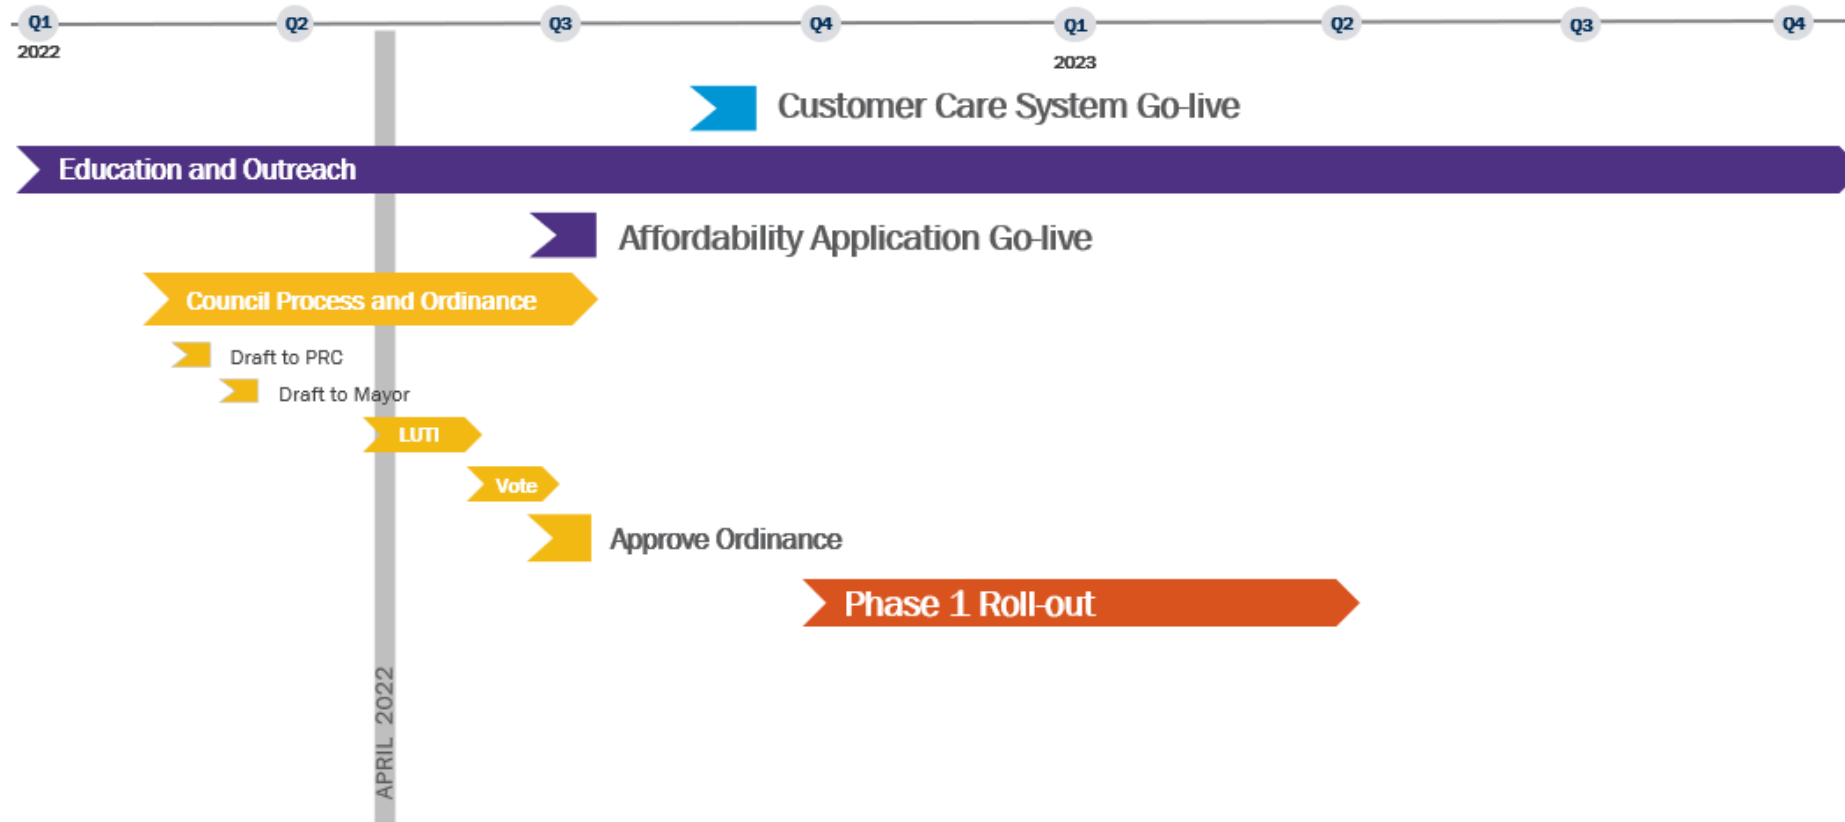 Q1 Q2 Q3 Q4 Q1 Q2 Q3 Q4
2022 2023
Customer Care System Go-live
Education and Outreach
Affordability Application Go-live
Council Process and Ordinance
Draft to PRC
Draft to Mayor
LUTI
Vote
Approve Ordinance
Phase 1 Roll-out
APRIL 2022